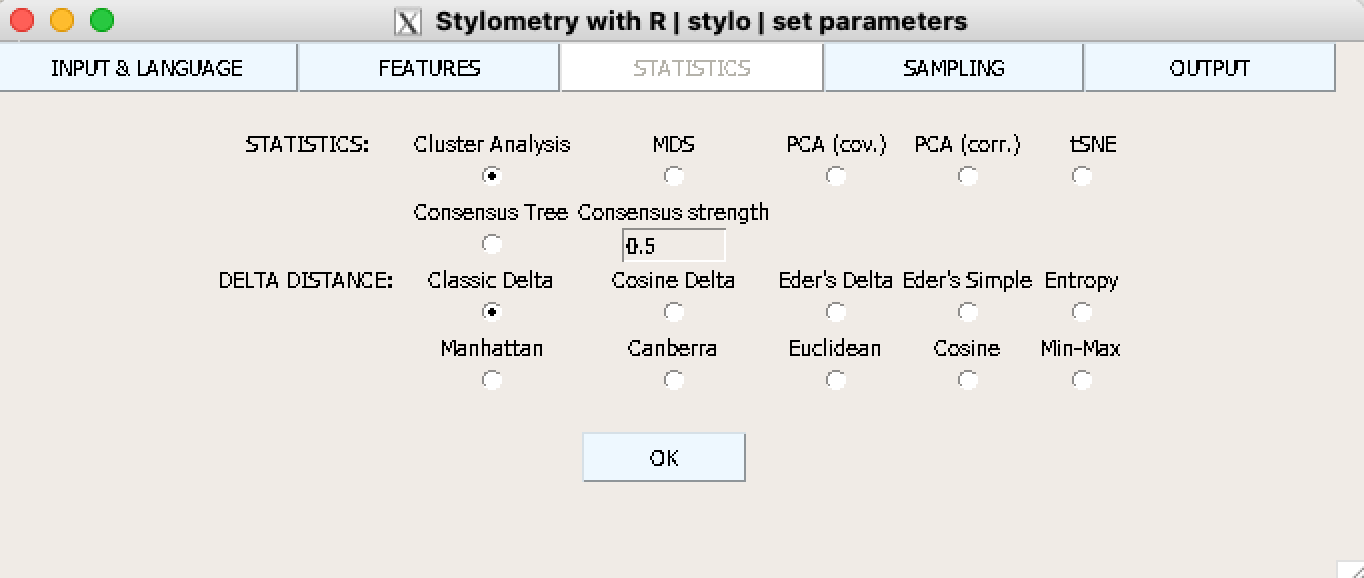 Stylometry with R | stylo | set parameters
INPUT & LANGUAGE FEATURES STATISTICS SAMPLING OUTPUT
STATISTICS: Cluster Analysis MDS PCA (cov.) PCA (corr.) tSNE
Consensus Tree Consensus strength
0.5
DELTA DISTANCE: Classic Delta Cosine Delta Eder's Delta Eder's Simple Entropy
Manhattan Canberra Euclidean Cosine Min-Max
OK